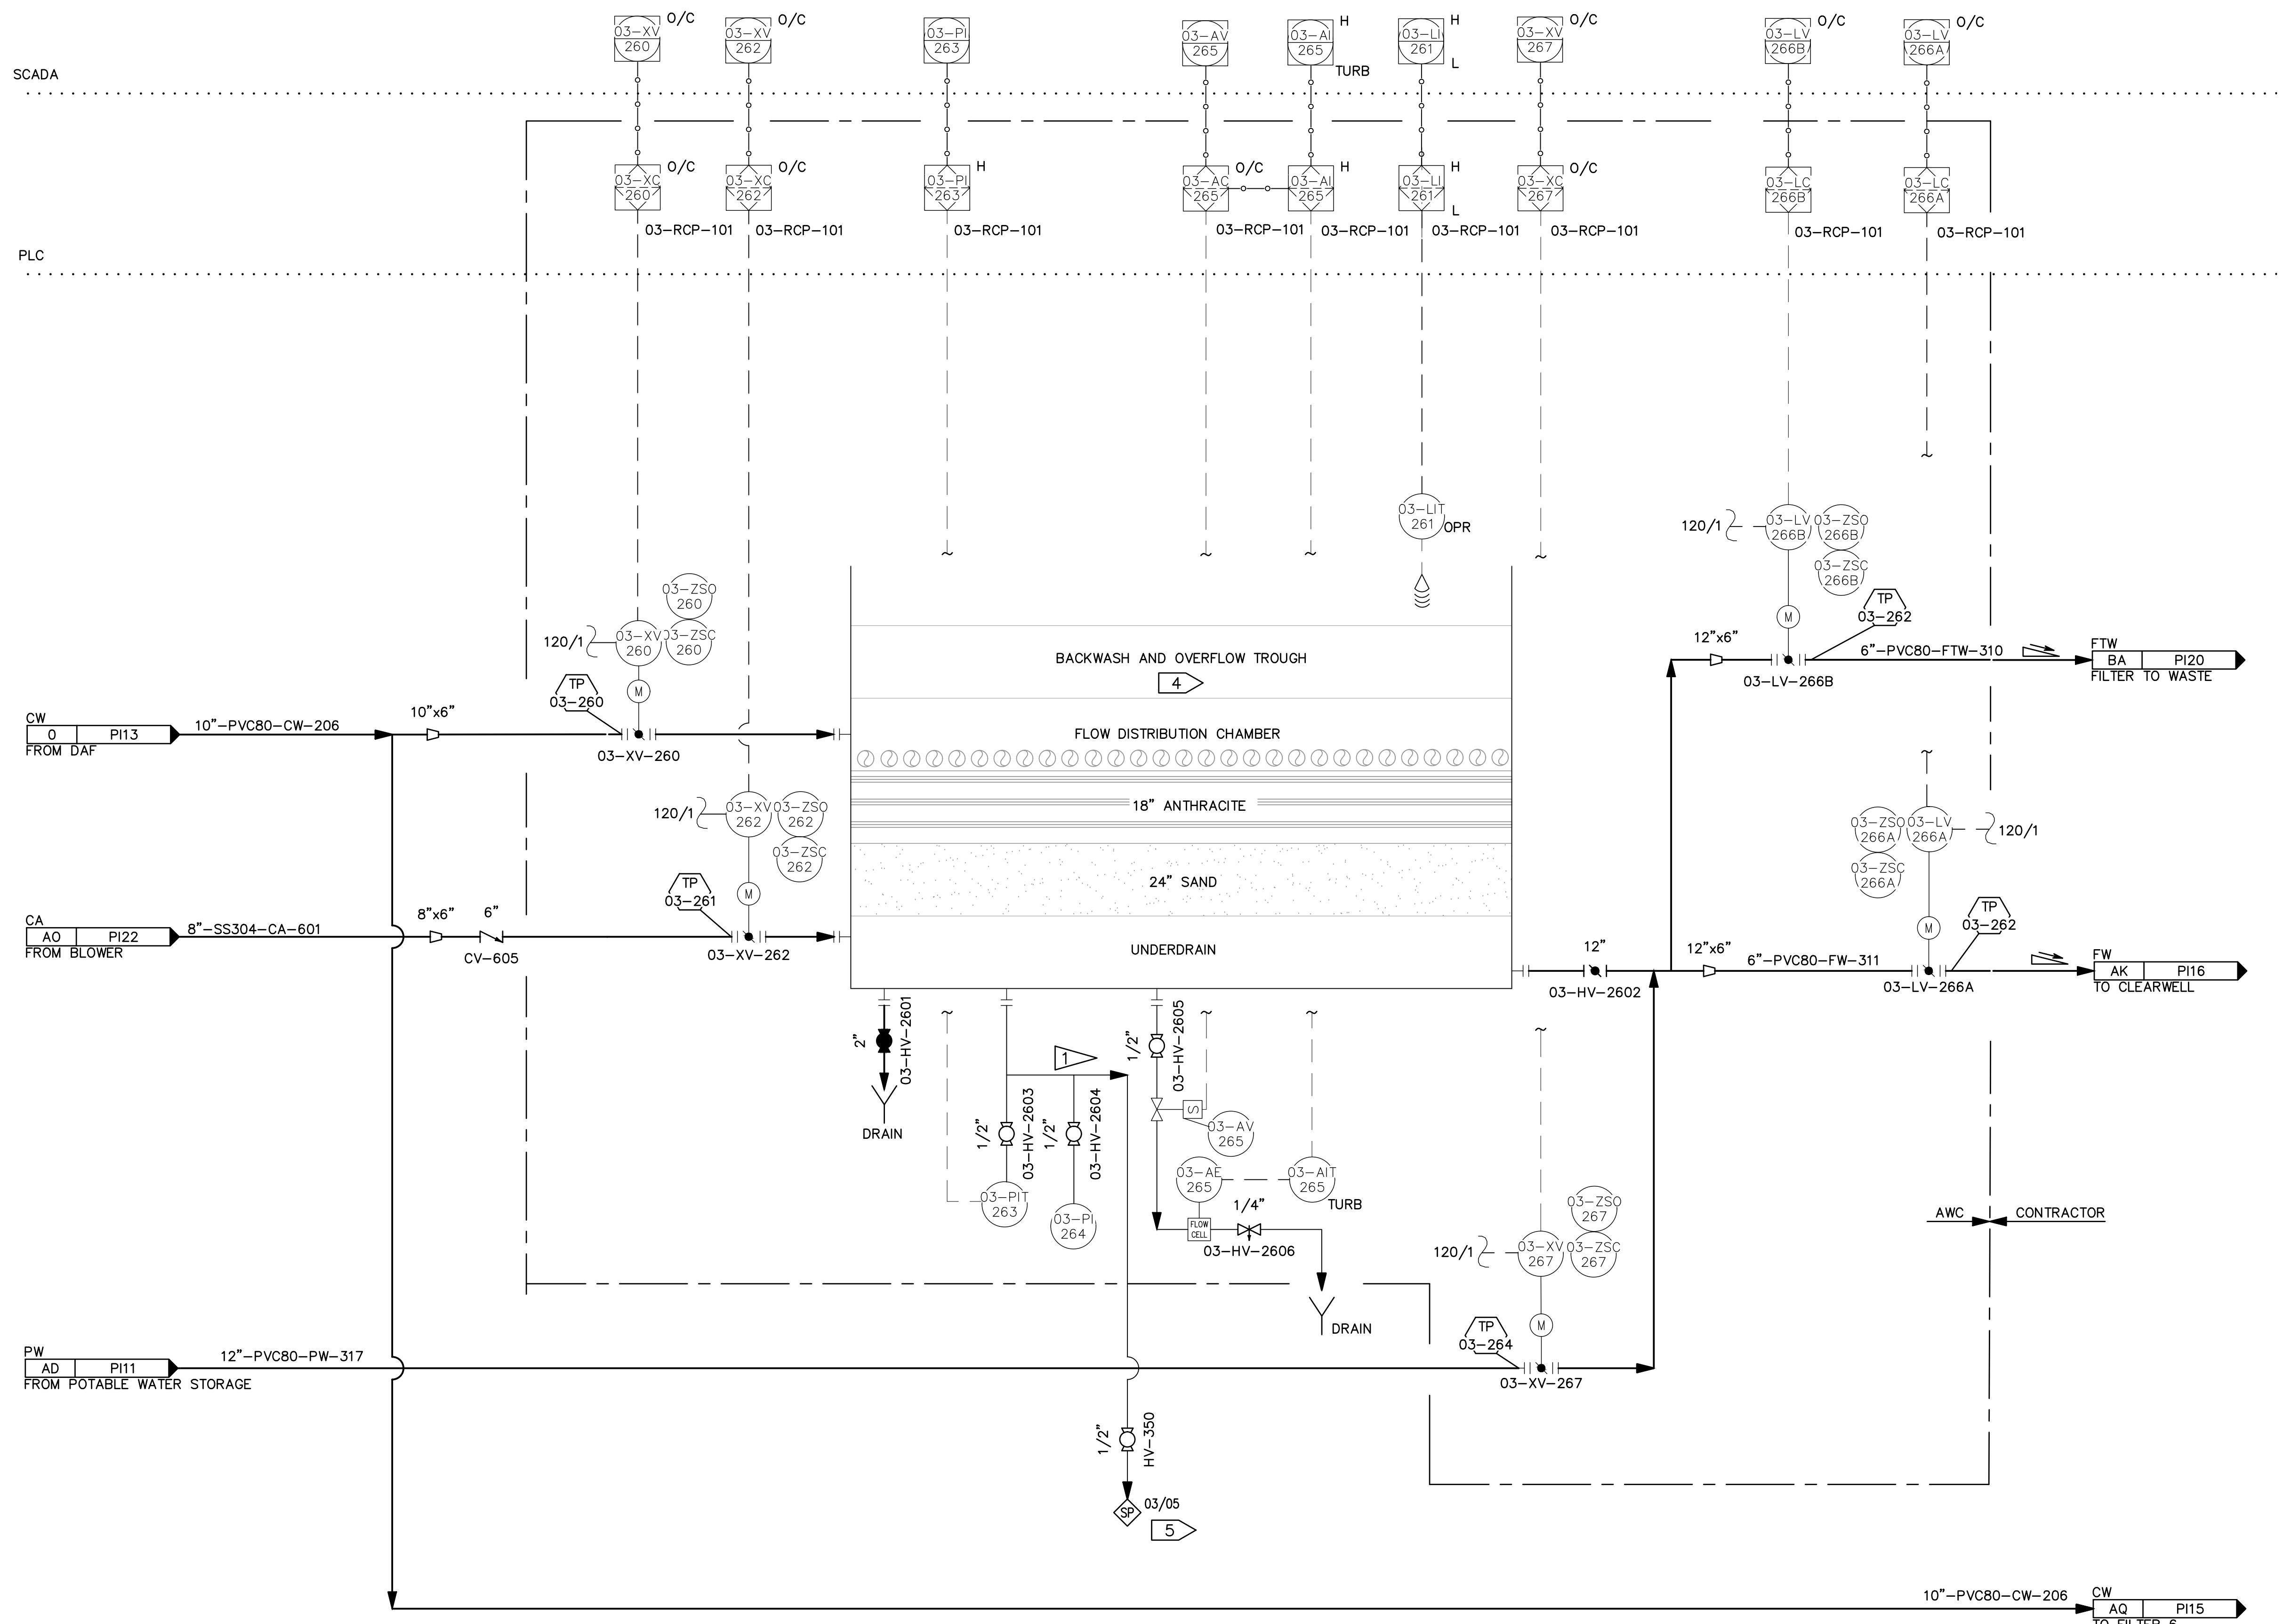 03-XV
260
O/C
03-XV
262
O/C
03-PI
263
03-AV
265
03-AI
265
H
TURB
03-LI
261
H
L
03-XV
267
O/C
03-LV
266B
O/C
03-LV
266A
O/C
SCADA
03-XC
260
O/C
03-RCP-101
03-XC
262
O/C
03-RCP-101
03-PI
263
H
03-RCP-101
03-AC
265
O/C
03-RCP-101
03-AI
265
H
03-RCP-101
03-LI
261
H
L
03-RCP-101
03-XC
267
O/C
03-RCP-101
03-LC
266B
03-RCP-101
03-LC
266A
03-RCP-101
PLC
03-LIT
261
OPR
120/1
03-LV
266B
03-ZSO
266B
03-ZSC
266B
M
TP
03-262
12"x6"
6"-PVC80-FTW-310
03-LV-266B
FTW
BA PI20
FILTER TO WASTE
03-ZSO
260
120/1
03-XV
260
03-ZSC
260
M
TP
03-260
CW
O PI13
FROM DAF
10"-PVC80-CW-206
10"x6"
03-XV-260
BACKWASH AND OVERFLOW TROUGH
4
FLOW DISTRIBUTION CHAMBER
18" ANTHRACITE
24" SAND
UNDERDRAIN
120/1
03-XV
262
03-ZSO
262
03-ZSC
262
M
TP
03-261
CA
AO PI22
FROM BLOWER
8"-SS304-CA-601
8"x6"
6"
CV-605
03-XV-262
03-ZSO
266A
03-LV
266A
120/1
03-ZSC
266A
M
TP
03-262
12"
03-HV-2602
12"x6"
6"-PVC80-FW-311
03-LV-266A
FW
AK PI16
TO CLEARWELL
2"
03-HV-2601
DRAIN
1
1/2"
03-HV-2603
1/2"
03-HV-2604
03-PIT
263
03-PI
264
1/2"
03-HV-2605
S
03-AV
265
03-AE
265
03-AIT
265
TURB
FLOW
CELL
1/4"
03-HV-2606
DRAIN
03-ZSO
267
120/1
03-XV
267
03-ZSC
267
M
TP
03-264
03-XV-267
AWC
CONTRACTOR
PW
AD PI11
FROM POTABLE WATER STORAGE
12"-PVC80-PW-317
1/2"
HV-350
SP
03/05
5
10"-PVC80-CW-206
CW
AQ PI15
TO FILTER 6